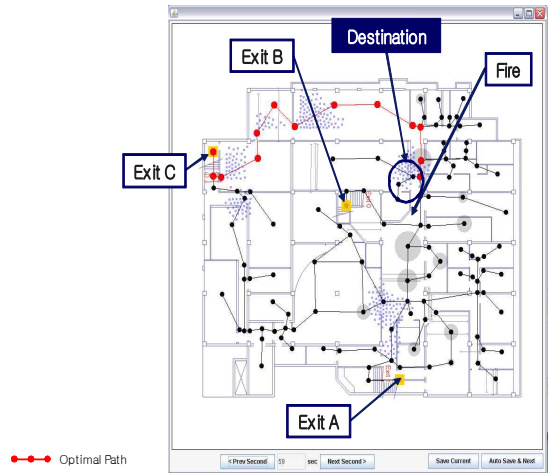 Destination
Exit B
Fire
Exit C
Exit A
Optimal Path
< Prev Second
59
sec
Next Second >
Save Current
Auto Save & Next